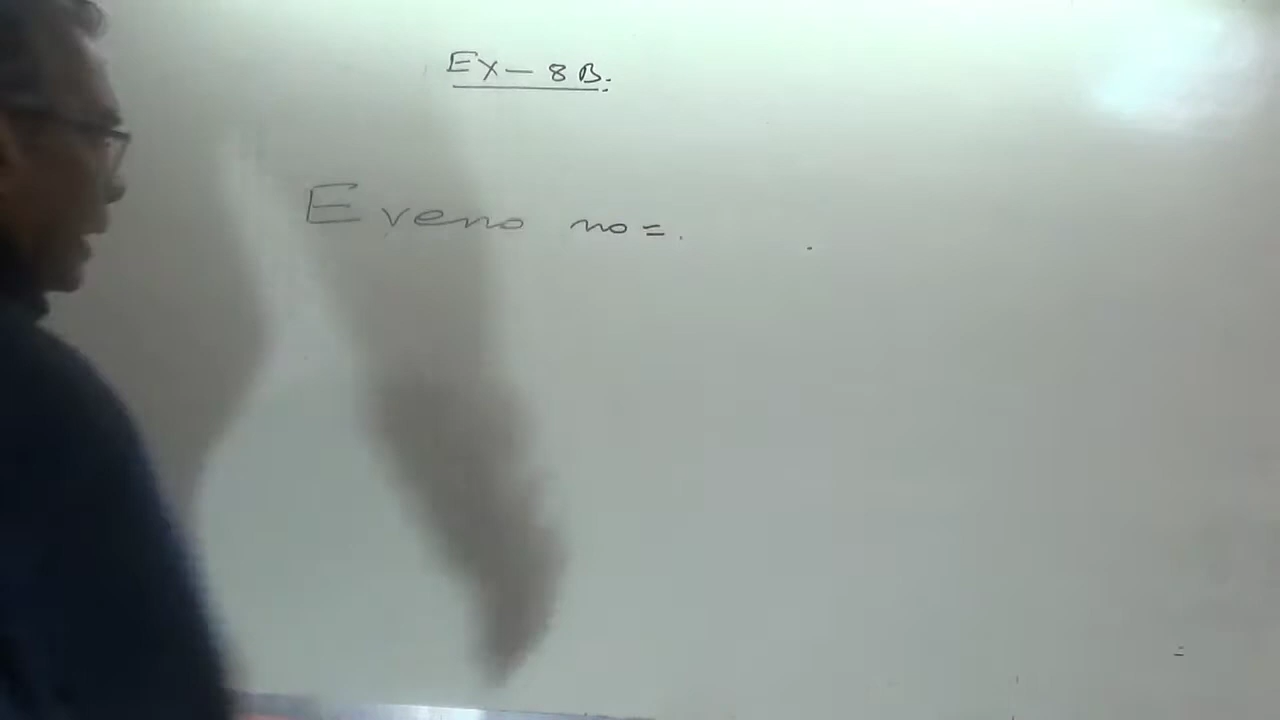 EX - 8B.
Eveno no=.
=